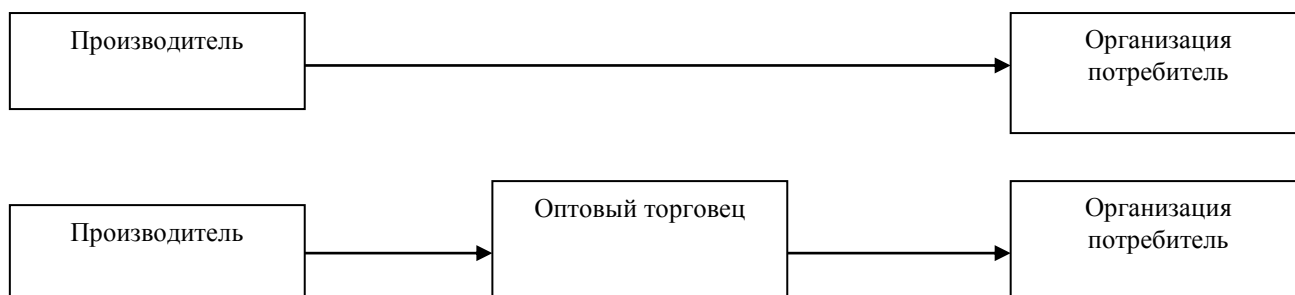 Производитель
Организация
потребитель
Производитель
Оптовый торговец
Организация
потребитель